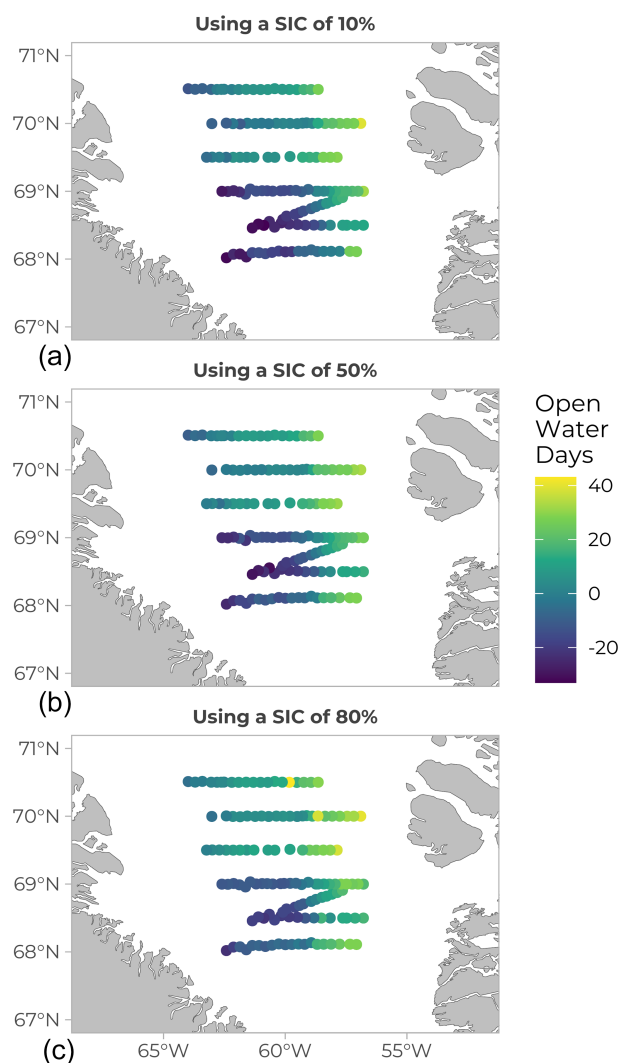 Using a SIC of 10%
71°N
70°N
69°N
68°N
67°N
(a)
Using a SIC of 50%
71°N
70°N
69°N
68°N
67°N
(b)
Open
Water
Days
40
20
0
-20
Using a SIC of 80%
71°N
70°N
69°N
68°N
67°N
65°W
60°W
55°W
(c)